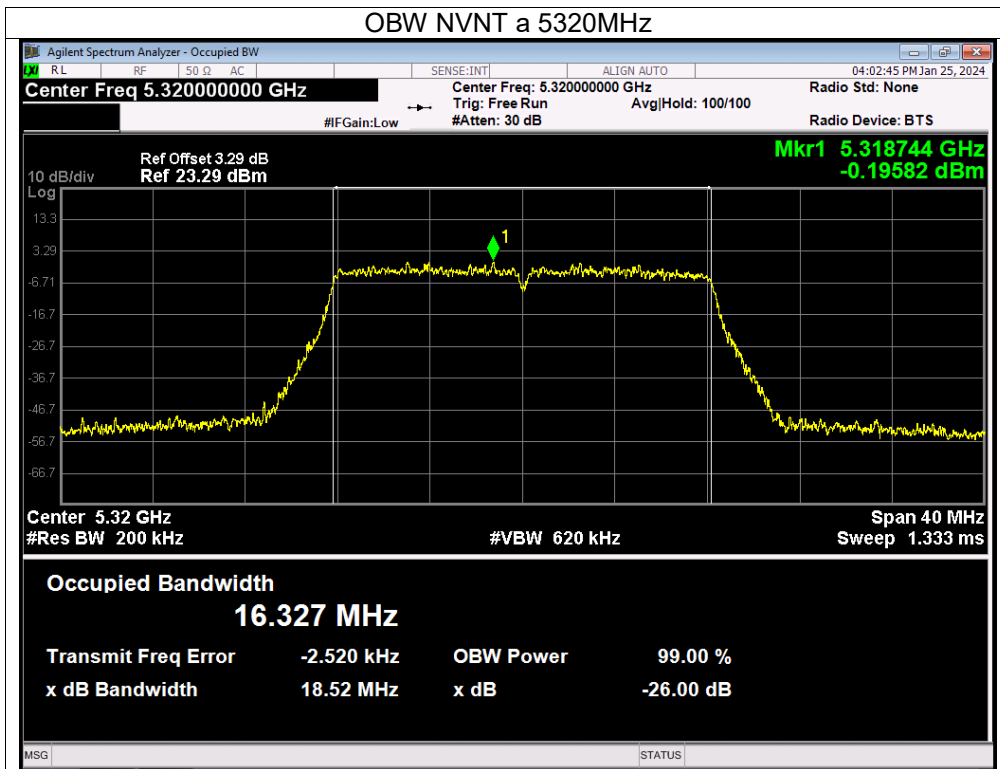 OBW NVNT a 5320MHz
Agilent Spectrum Analyzer - Occupied BW
LXI RL RF 50 Ω AC SENSE:INT ALIGN AUTO 04:02:45 PM Jan 25, 2024
Center Freq 5.320000000 GHz Center Freq: 5.320000000 GHz Radio Std: None
Trig: Free Run Avg|Hold: 100/100
#IFGain:Low #Atten: 30 dB Radio Device: BTS
Mkr1 5.318744 GHz
Ref Offset 3.29 dB -0.19582 dBm
10 dB/div Ref 23.29 dBm
Log
13.3
3.29
1
-6.71
-16.7
-26.7
-36.7
-46.7
-56.7
-66.7
Center 5.32 GHz Span 40 MHz
#Res BW 200 kHz #VBW 620 kHz Sweep 1.333 ms
Occupied Bandwidth
16.327 MHz
Transmit Freq Error -2.520 kHz OBW Power 99.00 %
x dB Bandwidth 18.52 MHz x dB -26.00 dB
MSG STATUS